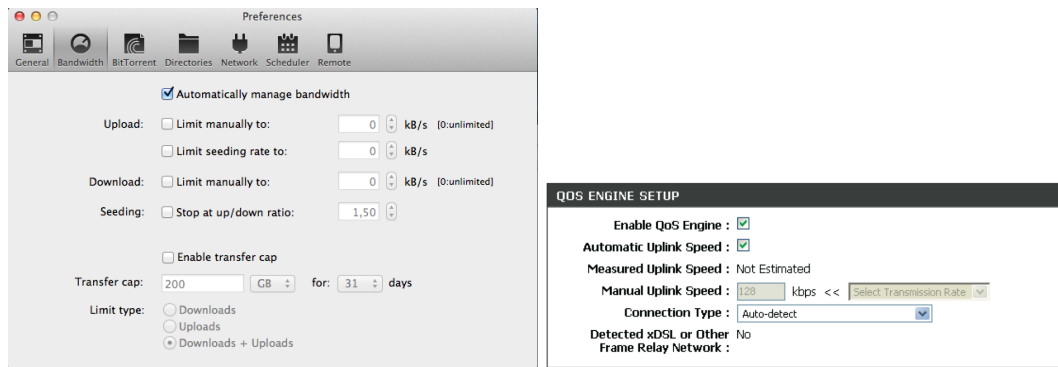 Preferences
General Bandwidth BitTorrent Directories Network Scheduler Remote
Automatically manage bandwidth
Upload: Limit manually to: 0 kB/s [0:unlimited]
Limit seeding rate to: 0 kB/s
Download: Limit manually to: 0 kB/s [0:unlimited]
Seeding: Stop at up/down ratio: 1,50
Enable transfer cap
Transfer cap: 200 GB for: 31 days
Limit type: Downloads
Uploads
Downloads + Uploads
QOS ENGINE SETUP
Enable QoS Engine :
Automatic Uplink Speed :
Measured Uplink Speed : Not Estimated
Manual Uplink Speed : 128 kbps << Select Transmission Rate
Connection Type : Auto-detect
Detected xDSL or Other No
Frame Relay Network :